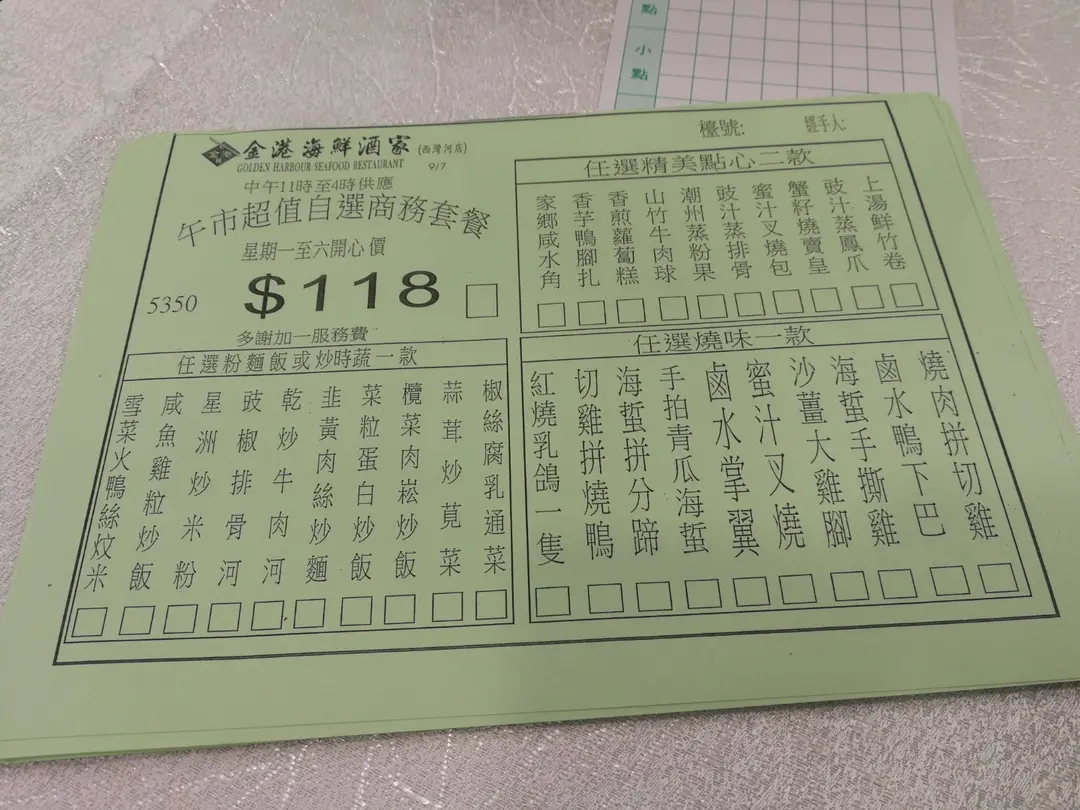 點
小
點
檯號:
經手人:
金港海鮮酒家 (西灣河店)
GOLDEN HARBOUR SEAFOOD RESTAURANT 9/7
中午11時至4時供應
午市超值自選商務套餐
星期一至六開心價
5350 $118
多謝加一服務費
任選精美點心二款
上湯鮮竹卷
豉汁蒸鳳爪
蟹籽燒賣皇
蜜汁叉燒包
豉汁蒸排骨
潮州蒸粉果
山竹牛肉球
香煎蘿蔔糕
香芋鴨腳扎
家鄉咸水角
任選粉麵飯或炒時蔬一款
椒絲腐乳通菜
蒜茸炒莧菜
欖菜肉崧炒飯
菜粒蛋白炒飯
韭黃肉絲炒麵
乾炒牛肉河
豉椒排骨河
星洲炒米粉
咸魚雞粒炒飯
雪菜火鴨絲炆米
任選燒味一款
燒肉拼切雞
鹵水鴨下巴
海蜇手撕雞
沙薑大雞腳
蜜汁叉燒
鹵水掌翼
手拍青瓜海蜇
海蜇拼分蹄
切雞拼燒鴨
紅燒乳鴿一隻